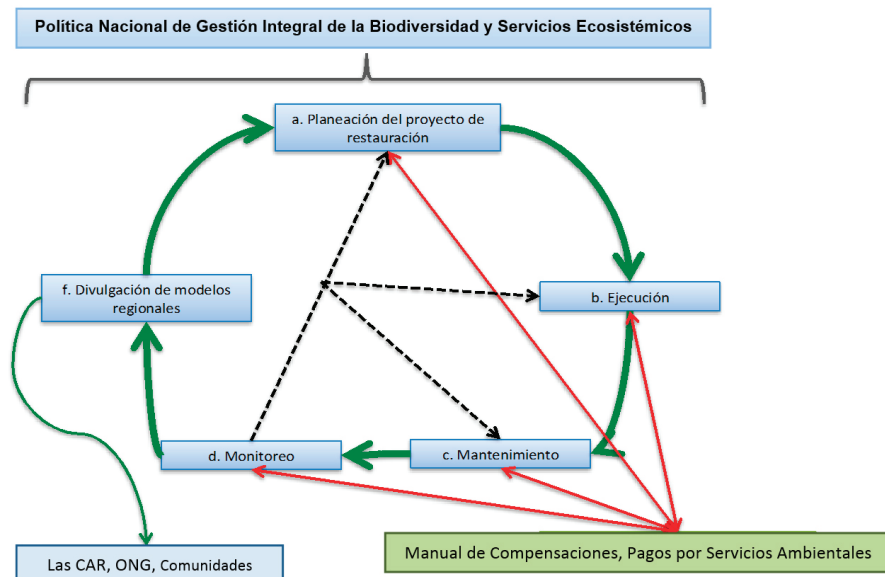 Política Nacional de Gestión Integral de la Biodiversidad y Servicios Ecosistémicos
a. Planeación del proyecto de
restauración
f. Divulgación de modelos
regionales
b. Ejecución
d. Monitoreo
c. Mantenimiento
Las CAR, ONG, Comunidades
Manual de Compensaciones, Pagos por Servicios Ambientales